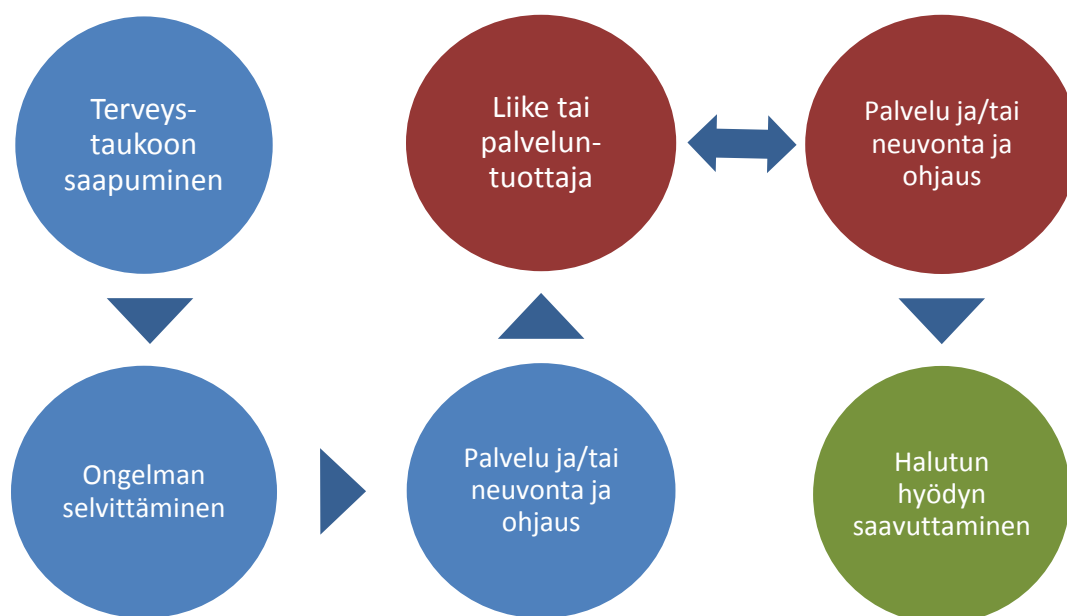 Terveys-
taukoon
saapuminen
Ongelman
selvittäminen
Palvelu ja/tai
neuvonta ja
ohjaus
Liike tai
palvelun-
tuottaja
Palvelu ja/tai
neuvonta ja
ohjaus
Halutun
hyödyn
saavuttaminen